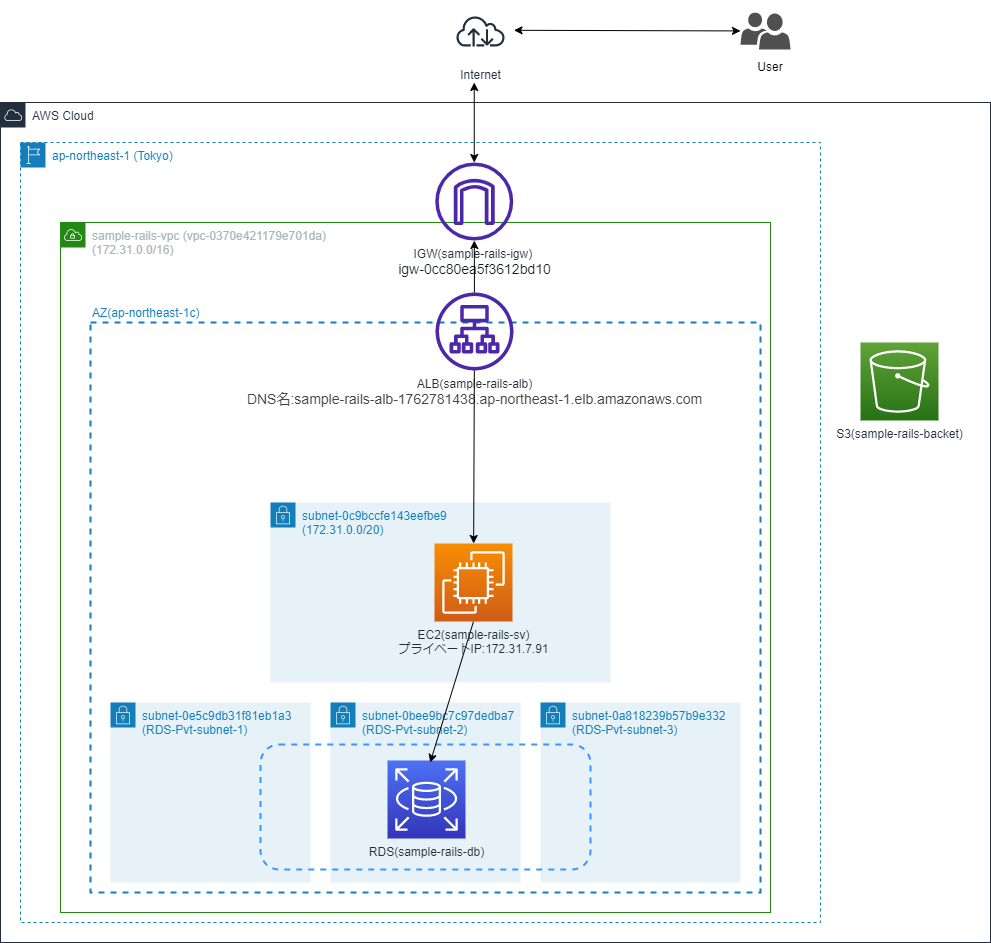 Internet
User
AWS Cloud
ap-northeast-1 (Tokyo)
sample-rails-vpc (vpc-0370e421179e701da)
(172.31.0.0/16)
IGW(sample-rails-igw)
igw-0cc80ea5f3612bd10
AZ(ap-northeast-1c)
ALB(sample-rails-alb)
DNS名:sample-rails-alb-1762781438.ap-northeast-1.elb.amazonaws.com
S3(sample-rails-backet)
subnet-0c9bccfe143eefbe9
(172.31.0.0/20)
EC2(sample-rails-sv)
プライベートIP:172.31.7.91
subnet-0e5c9db31f81eb1a3
(RDS-Pvt-subnet-1)
subnet-0bee9bc7c97dedba7
(RDS-Pvt-subnet-2)
subnet-0a818239b57b9e332
(RDS-Pvt-subnet-3)
RDS(sample-rails-db)